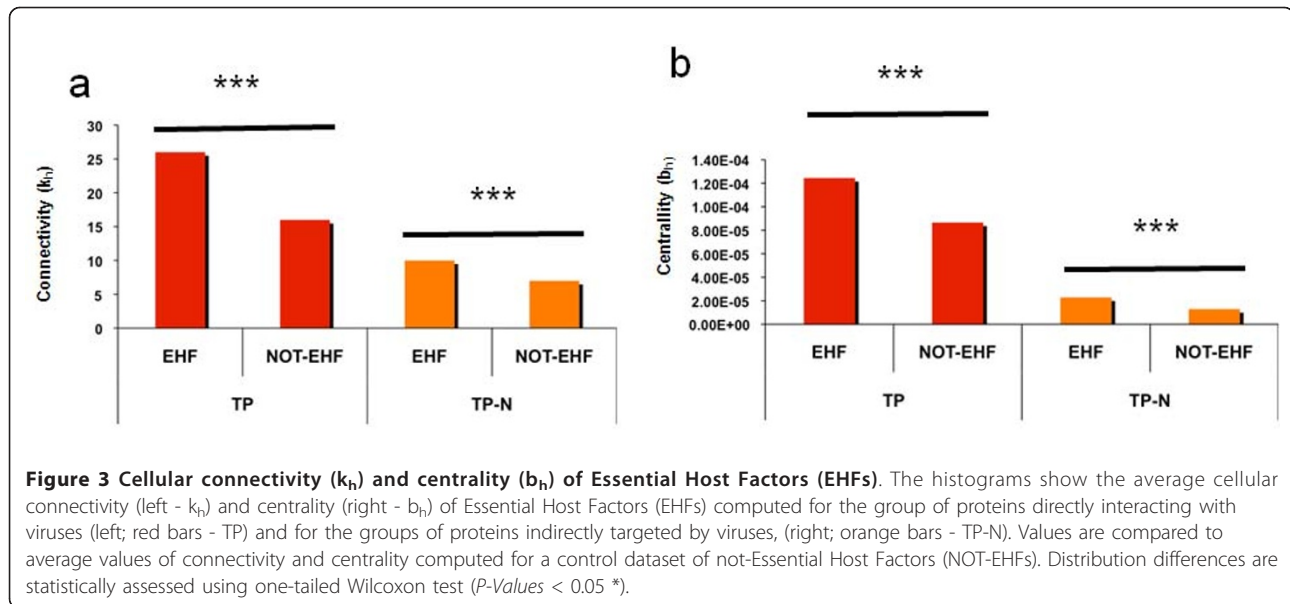 a
***
30
25
20
15
10
5
0
Connectivity (kh)
***
EHF
NOT-EHF
EHF
NOT-EHF
TP
TP-N
b
***
1.40E-04
1.20E-04
1.00E-04
8.00E-05
6.00E-05
4.00E-05
2.00E-05
0.00E+00
Centrallity (bh)
***
EHF
NOT-EHF
EHF
NOT-EHF
TP
TP-N
Figure 3 Cellular connectivity (kh) and centrality (bh) of Essential Host Factors (EHFs). The histograms show the average cellular
connectivity (left - kh) and centrality (right - bh) of Essential Host Factors (EHFs) computed for the group of proteins directly interacting with
viruses (left; red bars - TP) and for the groups of proteins indirectly targeted by viruses, (right; orange bars - TP-N). Values are compared to
average values of connectivity and centrality computed for a control dataset of not-Essential Host Factors (NOT-EHFs). Distribution differences are
statistically assessed using one-tailed Wilcoxon test (P-Values < 0.05 *).